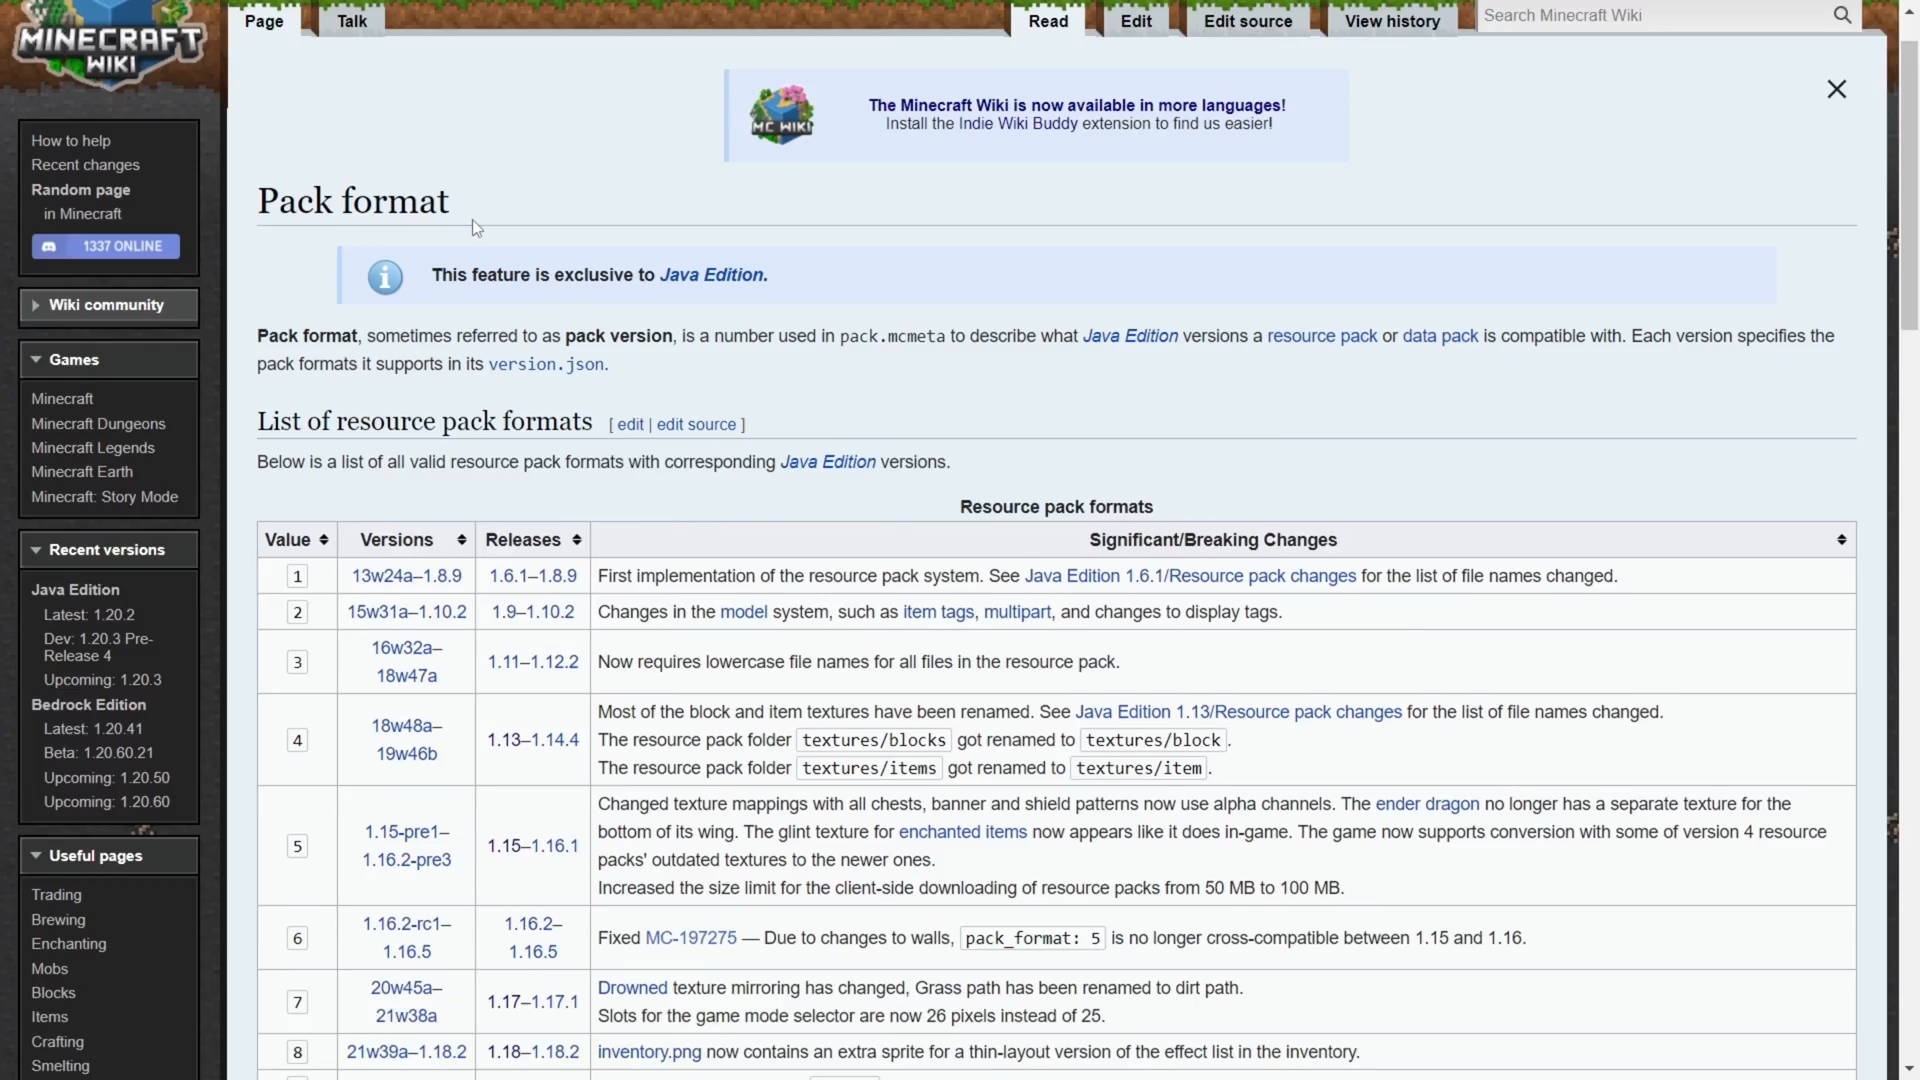 MINECRAFT
WIKI
Page
Talk
Read
Edit
Edit source
View history
Search Minecraft Wiki
How to help
Recent changes
Random page
in Minecraft
1337 ONLINE
Wiki community
Games
Minecraft
Minecraft Dungeons
Minecraft Legends
Minecraft Earth
Minecraft: Story Mode
Recent versions
Java Edition
Latest: 1.20.2
Dev: 1.20.3 Pre-
Release 4
Upcoming: 1.20.3
Bedrock Edition
Latest: 1.20.41
Beta: 1.20.60.21
Upcoming: 1.20.50
Upcoming: 1.20.60
Useful pages
Trading
Brewing
Enchanting
Mobs
Blocks
Items
Crafting
Smelting
MC WIKI
The Minecraft Wiki is now available in more languages!
Install the Indie Wiki Buddy extension to find us easier!
Pack format
This feature is exclusive to Java Edition.
Pack format, sometimes referred to as pack version, is a number used in pack.mcmeta to describe what Java Edition versions a resource pack or data pack is compatible with. Each version specifies the
pack formats it supports in its version.json.
List of resource pack formats [ edit | edit source ]
Below is a list of all valid resource pack formats with corresponding Java Edition versions.
Resource pack formats
Value Versions Releases Significant/Breaking Changes
1 13w24a–1.8.9 1.6.1–1.8.9 First implementation of the resource pack system. See Java Edition 1.6.1/Resource pack changes for the list of file names changed.
2 15w31a–1.10.2 1.9–1.10.2 Changes in the model system, such as item tags, multipart, and changes to display tags.
3 16w32a–
18w47a 1.11–1.12.2 Now requires lowercase file names for all files in the resource pack.
4 18w48a–
19w46b 1.13–1.14.4 Most of the block and item textures have been renamed. See Java Edition 1.13/Resource pack changes for the list of file names changed.
The resource pack folder textures/blocks got renamed to textures/block.
The resource pack folder textures/items got renamed to textures/item.
5 1.15-pre1–
1.16.2-pre3 1.15–1.16.1 Changed texture mappings with all chests, banner and shield patterns now use alpha channels. The ender dragon no longer has a separate texture for the
bottom of its wing. The glint texture for enchanted items now appears like it does in-game. The game now supports conversion with some of version 4 resource
packs' outdated textures to the newer ones.
Increased the size limit for the client-side downloading of resource packs from 50 MB to 100 MB.
6 1.16.2-rc1–
1.16.5 1.16.2–
1.16.5 Fixed MC-197275 — Due to changes to walls, pack_format: 5 is no longer cross-compatible between 1.15 and 1.16.
7 20w45a–
21w38a 1.17–1.17.1 Drowned texture mirroring has changed, Grass path has been renamed to dirt path.
Slots for the game mode selector are now 26 pixels instead of 25.
8 21w39a–1.18.2 1.18–1.18.2 inventory.png now contains an extra sprite for a thin-layout version of the effect list in the inventory.